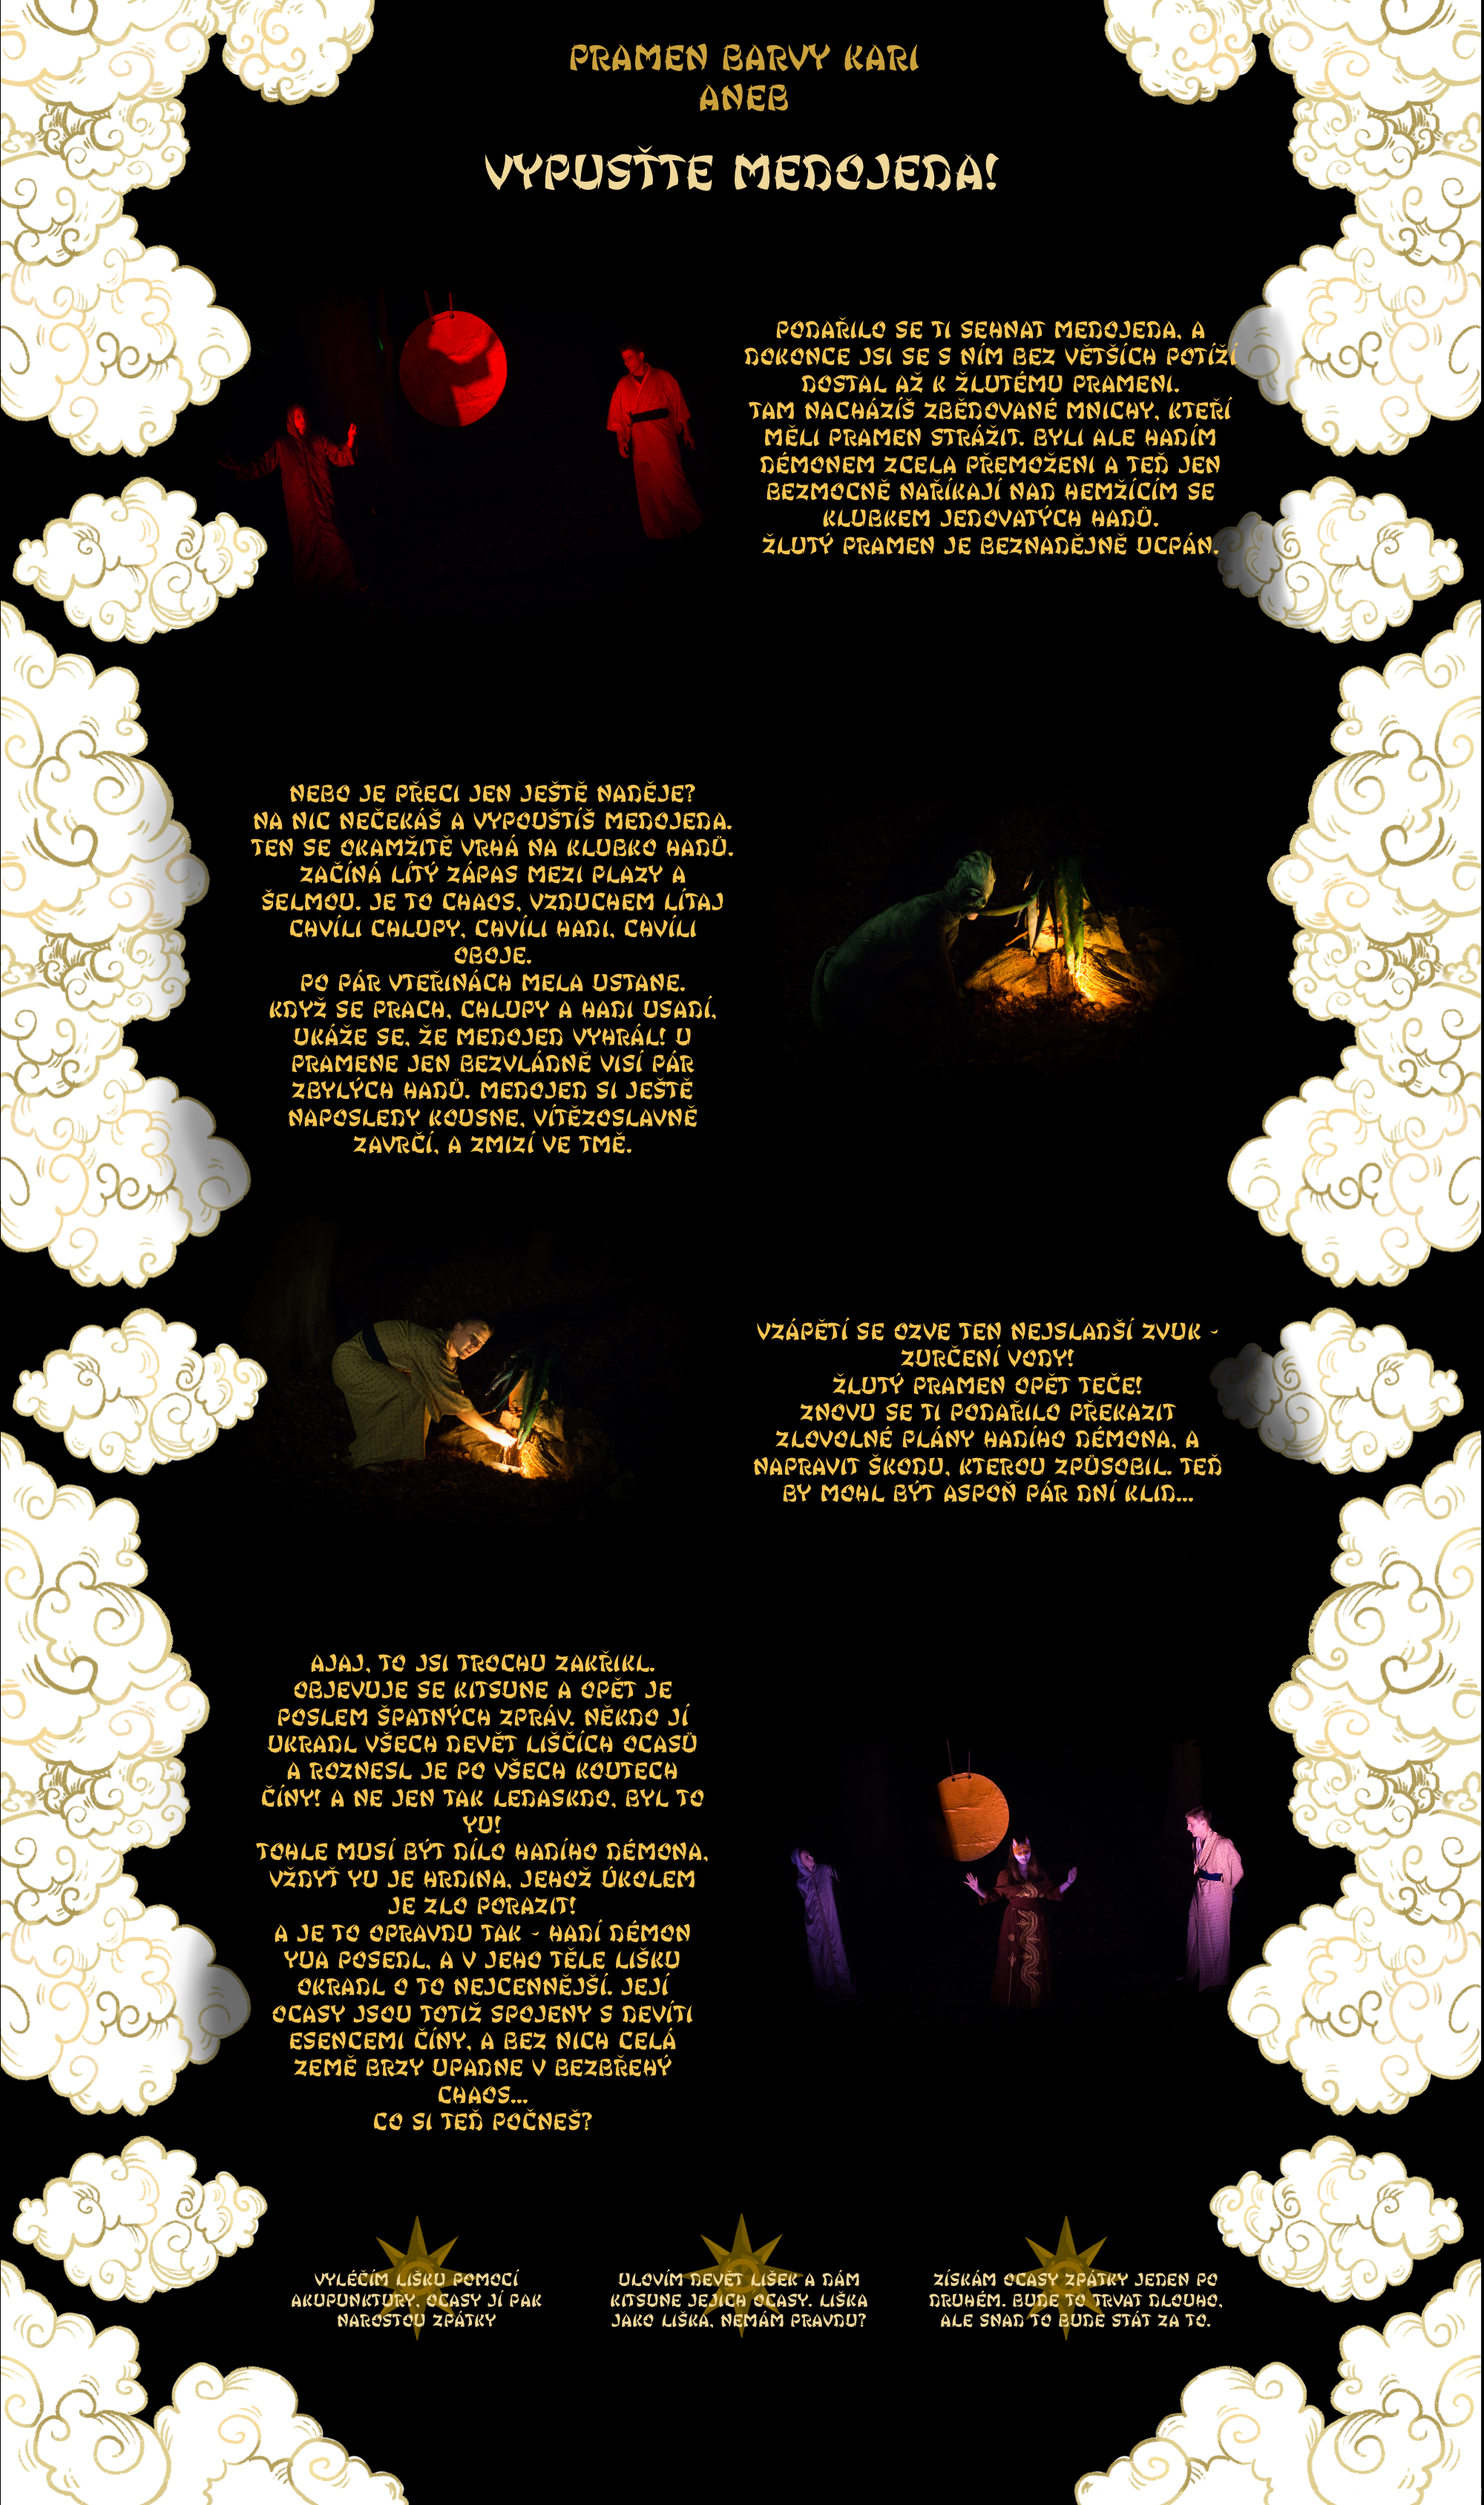 PRAMEN BARVY KARI
ANEB
VYPUSŤTE MEDOJEDA!
PODAŘILO SE TI SEHNAT MEDOJEDA, A
DOKONCE JSI SE S NÍM BEZ VĚTŠÍCH POTÍŽÍ
DOSTAL AŽ K ŽLUTÉMU PRAMENI.
TAM NACHÁZÍŠ ZBĚDOVANÉ MNICHY, KTEŘÍ
MĚLI PRAMEN STRÁŽIT. BYLI ALE HADÍM
DÉMONEM ZCELA PŘEMOŽENI A TEĎ JEN
BEZMOCNĚ NAŘÍKAJÍ NAD HEMŽÍCÍM SE
KLUBKEM JEDOVATÝCH HADŮ.
ŽLUTÝ PRAMEN JE BEZNADĚJNĚ UCPÁN.
NEBO JE PŘECI JEN JEŠTĚ NADĚJE?
NA NIC NEČEKÁŠ A VYPOUŠTÍŠ MEDOJEDA.
TEN SE OKAMŽITĚ VRHÁ NA KLUBKO HADŮ.
ZAČÍNÁ LÍTÝ ZÁPAS MEZI PLAZY A
ŠELMOU. JE TO CHAOS, VZDUCHEM LÍTAJ
CHVÍLI CHLUPY, CHVÍLI HADI, CHVÍLI
OBOJE.
PO PÁR VTEŘINÁCH MELA USTANE.
KDYŽ SE PRACH, CHLUPY A HADI USADÍ,
UKÁŽE SE, ŽE MEDOJED VYHRÁL! U
PRAMENE JEN BEZVLÁDNĚ VISÍ PÁR
ZBYLÝCH HADŮ. MEDOJED SI JEŠTĚ
NAPOSLEDY KOUSNE, VÍTĚZOSLAVNĚ
ZAVRČÍ, A ZMIZÍ VE TMĚ.
VZÁPĚTÍ SE OZVE TEN NEJSLADŠÍ ZVUK -
ZURČENÍ VODY!
ŽLUTÝ PRAMEN OPĚT TEČE!
ZNOVU SE TI PODAŘILO PŘEKAZIT
ZLOVOLNÉ PLÁNY HADÍHO DÉMONA, A
NAPRAVIT ŠKODU, KTEROU ZPŮSOBIL. TEĎ
BY MOHL BÝT ASPOŇ PÁR DNÍ KLID...
AJAJ, TO JSI TROCHU ZAKŘIKL.
OBJEVUJE SE KITSUNE A OPĚT JE
POSLEM ŠPATNÝCH ZPRÁV. NĚKDO JÍ
UKRADL VŠECH DEVĚT LIŠČÍCH OCASŮ
A ROZNESL JE PO VŠECH KOUTECH
ČÍNY! A NE JEN TAK LEDASKDO, BYL TO
YU!
TOHLE MUSÍ BÝT DÍLO HADÍHO DÉMONA,
VŽDYŤ YU JE HRDINA, JEHOŽ ÚKOLEM
JE ZLO PORAZIT!
A JE TO OPRAVDU TAK - HADÍ DÉMON
YUA POSEDL, A V JEHO TĚLE LIŠKU
OKRADL O TO NEJCENNĚJŠÍ. JEJÍ
OCASY JSOU TOTIŽ SPOJENY S DEVÍTI
ESENCEMI ČÍNY, A BEZ NICH CELÁ
ZEMĚ BRZY UPADNE V BEZBŘEHÝ
CHAOS...
CO SI TEĎ POČNEŠ?
VYLÉČÍM LIŠKU POMOCÍ
AKUPUNKTURY, OCASY JÍ PAK
NAROSTOU ZPÁTKY
ULOVÍM DEVĚT LIŠEK A DÁM
KITSUNE JEJICH OCASY. LIŠKA
JAKO LIŠKA, NEMÁM PRAVDU?
ZÍSKÁM OCASY ZPÁTKY JEDEN PO
DRUHÉM. BUDE TO TRVAT DLOUHO,
ALE SNAD TO BUDE STÁT ZA TO.